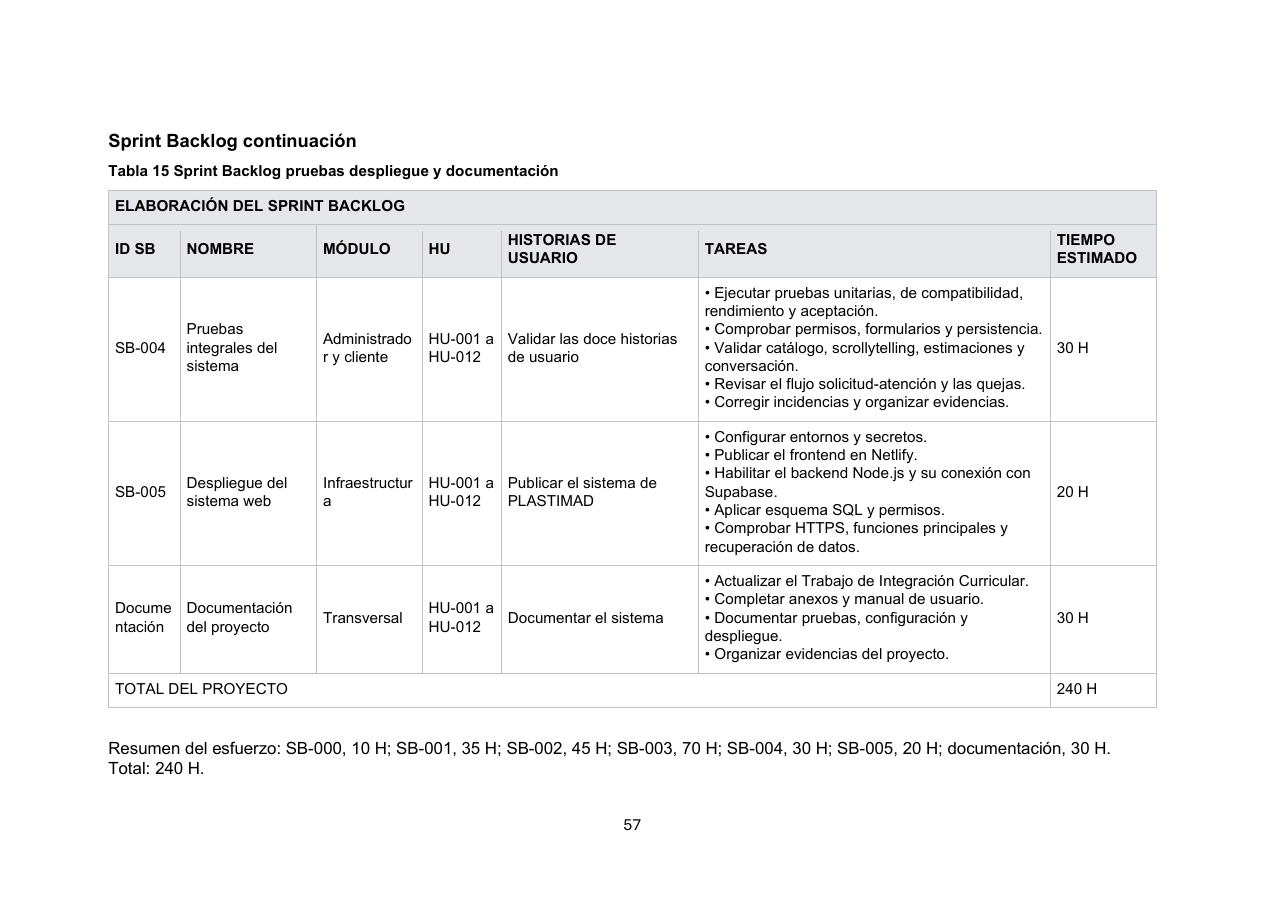 Sprint Backlog continuación
Tabla 15 Sprint Backlog pruebas despliegue y documentación
ELABORACIÓN DEL SPRINT BACKLOG
ID SB
NOMBRE
MÓDULO
HU
HISTORIAS DE
USUARIO
TAREAS
TIEMPO
ESTIMADO
SB-004
Pruebas
integrales del
sistema
Administrado
r y cliente
HU-001 a
HU-012
Validar las doce historias
de usuario
• Ejecutar pruebas unitarias, de compatibilidad,
rendimiento y aceptación.
• Comprobar permisos, formularios y persistencia.
• Validar catálogo, scrollytelling, estimaciones y
conversación.
• Revisar el flujo solicitud-atención y las quejas.
• Corregir incidencias y organizar evidencias.
30 H
SB-005
Despliegue del
sistema web
Infraestructur
a
HU-001 a
HU-012
Publicar el sistema de
PLASTIMAD
• Configurar entornos y secretos.
• Publicar el frontend en Netlify.
• Habilitar el backend Node.js y su conexión con
Supabase.
• Aplicar esquema SQL y permisos.
• Comprobar HTTPS, funciones principales y
recuperación de datos.
20 H
Docume
ntación
Documentación
del proyecto
Transversal
HU-001 a
HU-012
Documentar el sistema
• Actualizar el Trabajo de Integración Curricular.
• Completar anexos y manual de usuario.
• Documentar pruebas, configuración y
despliegue.
• Organizar evidencias del proyecto.
30 H
TOTAL DEL PROYECTO
240 H
Resumen del esfuerzo: SB-000, 10 H; SB-001, 35 H; SB-002, 45 H; SB-003, 70 H; SB-004, 30 H; SB-005, 20 H; documentación, 30 H.
Total: 240 H.
57